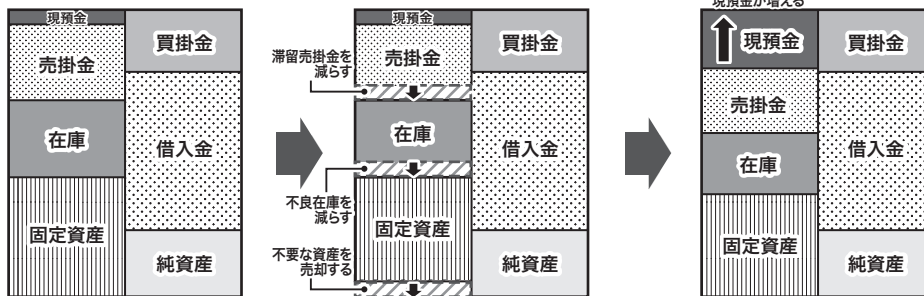 現預金
売掛金
在庫
固定資産
買掛金
借入金
純資産
滞留売掛金を
減らす
不良在庫を
減らす
不要な資産を
売却する
現預金
売掛金
在庫
固定資産
買掛金
借入金
純資産
現預金が増える
現預金
売掛金
在庫
固定資産
買掛金
借入金
純資産